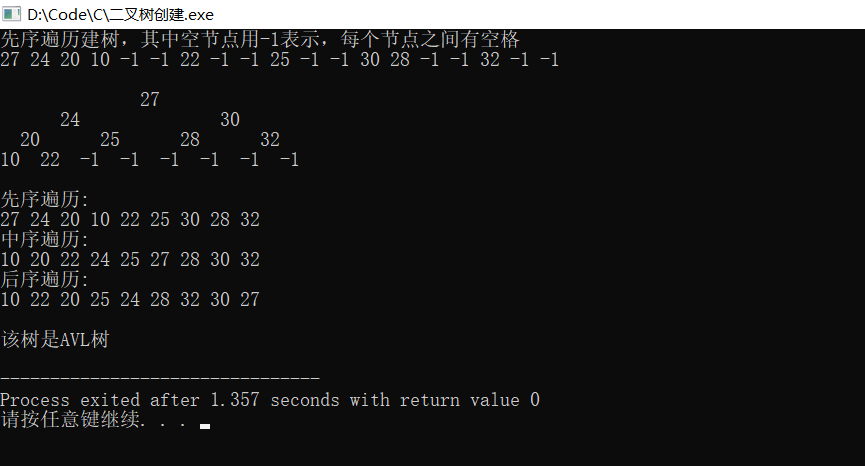 D:\Code\C\二叉树创建.exe
先序遍历建树，其中空节点用-1表示，每个节点之间有空格
27 24 20 10 -1 -1 22 -1 -1 25 -1 -1 30 28 -1 -1 32 -1 -1
27
24 30
20 25 28 32
10 22 -1 -1 -1 -1 -1 -1
先序遍历:
27 24 20 10 22 25 30 28 32
中序遍历:
10 20 22 24 25 27 28 30 32
后序遍历:
10 22 20 25 24 28 32 30 27
该树是AVL树
--------------------------------
Process exited after 1.357 seconds with return value 0
请按任意键继续. . .